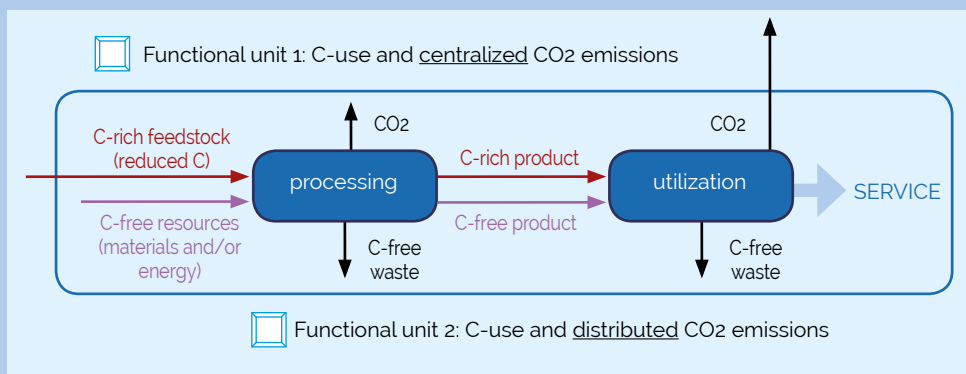 Functional unit 1: C-use and centralized CO2 emissions
CO2
CO2
C-rich feedstock
(reduced C)
C-rich product
processing
utilization
SERVICE
C-free resources
(materials and/or
energy)
C-free product
C-free
waste
C-free
waste
Functional unit 2: C-use and distributed CO2 emissions